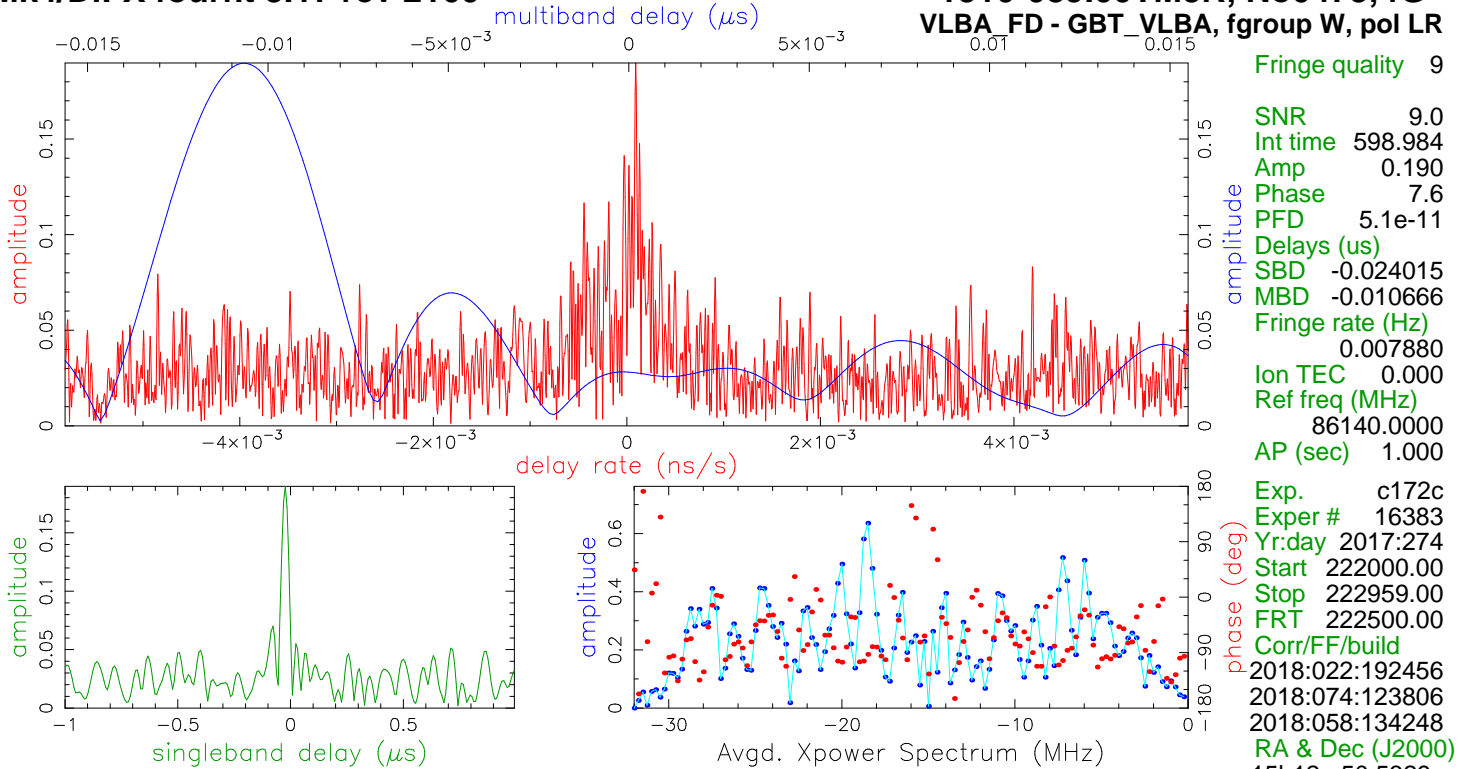 multiband delay (μs)
VLBA_FD - GBT_VLBA, fgroup W, pol LR
−0.015 −0.01 −5×10⁻³ 0 5×10⁻³ 0.01 0.015
amplitude
0 0.05 0.1 0.15
0 0.05 0.1 0.15
amplitude
−4×10⁻³ −2×10⁻³ 0 2×10⁻³ 4×10⁻³
delay rate (ns/s)
amplitude
0 0.05 0.1 0.15
−1 −0.5 0 0.5
singleband delay (μs)
amplitude
0 0.2 0.4 0.6
−30 −20 −10 0
Avgd. Xpower Spectrum (MHz)
−180 −90 0 90 180
phase (deg)
Fringe quality 9
SNR 9.0
Int time 598.984
Amp 0.190
Phase 7.6
PFD 5.1e-11
Delays (us)
SBD -0.024015
MBD -0.010666
Fringe rate (Hz)
0.007880
Ion TEC 0.000
Ref freq (MHz)
86140.0000
AP (sec) 1.000
Exp. c172c
Exper # 16383
Yr:day 2017:274
Start 222000.00
Stop 222959.00
FRT 222500.00
Corr/FF/build
2018:022:192456
2018:074:123806
2018:058:134248
RA & Dec (J2000)